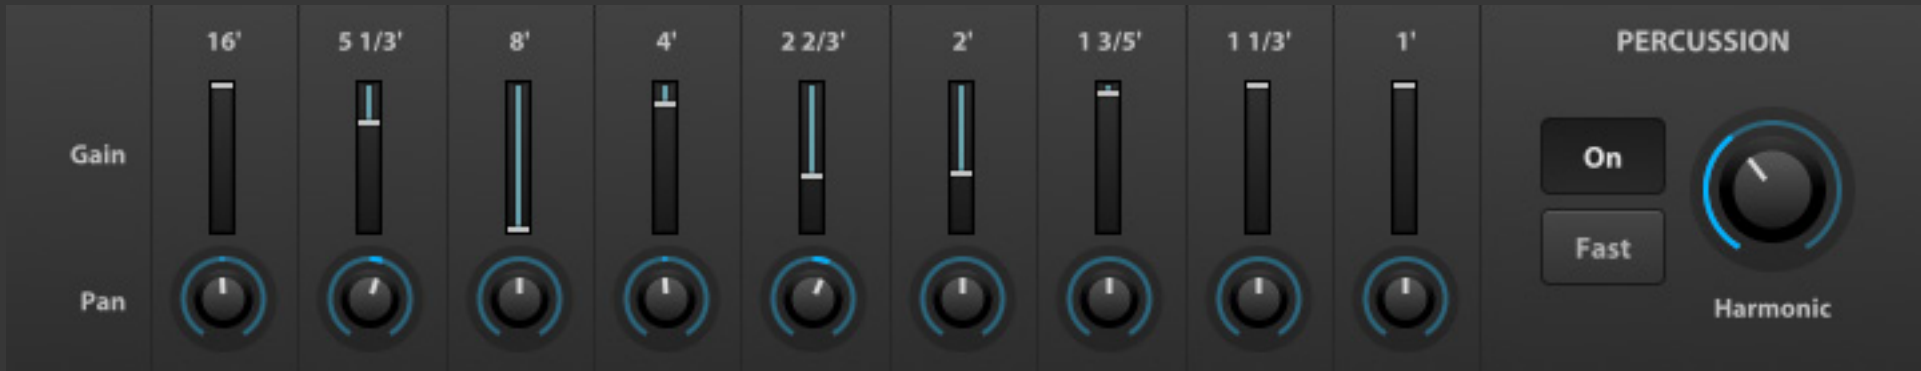 16' 5 1/3' 8' 4' 2 2/3' 2' 1 3/5' 1 1/3' 1' PERCUSSION
Gain
On
Fast
Pan
Harmonic